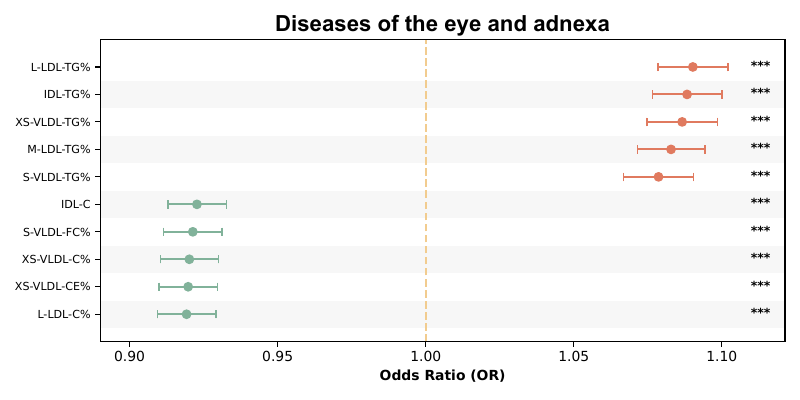 Diseases of the eye and adnexa
L-LDL-TG% ***
IDL-TG% ***
XS-VLDL-TG% ***
M-LDL-TG% ***
S-VLDL-TG% ***
IDL-C ***
S-VLDL-FC% ***
XS-VLDL-C% ***
XS-VLDL-CE% ***
L-LDL-C% ***
0.90 0.95 1.00 1.05 1.10
Odds Ratio (OR)